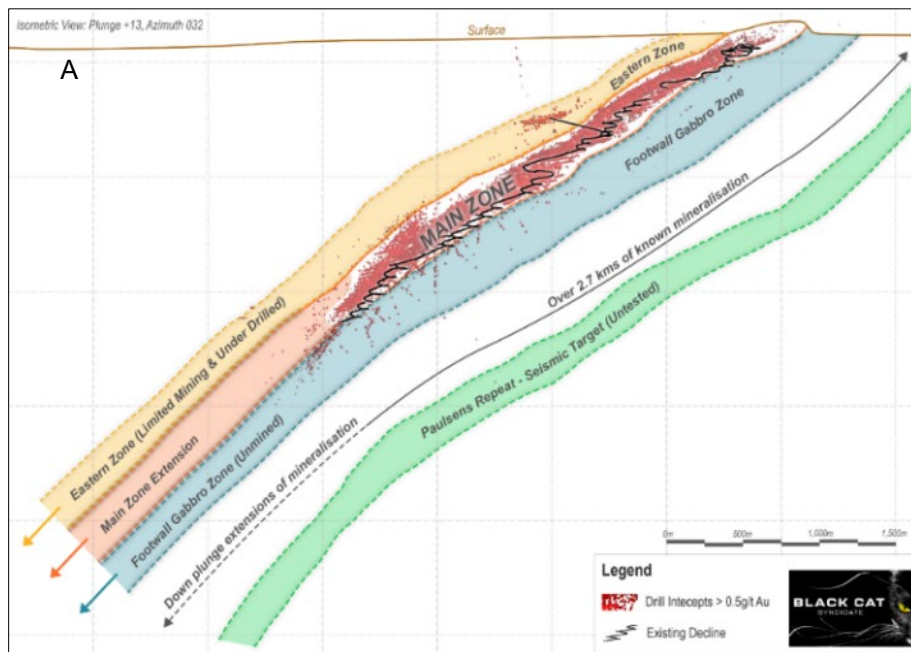 Isometric View: Plunge +13, Azimuth 032
Surface
A
Eastern Zone
Footwall Gabbro Zone
MAIN ZONE
Over 2.7 kms of known mineralisation
Paulsens Repeat - Seismic Target (Untested)
Eastern Zone (Limited Mining & Under Drilled)
Main Zone Extension
Footwall Gabbro Zone (Unmined)
Down plunge extensions of mineralisation
0m 500m 1,000m 1,500m
Legend
Drill Intecepts > 0.5g/t Au
Existing Decline
BLACK CAT
SYNDICATE